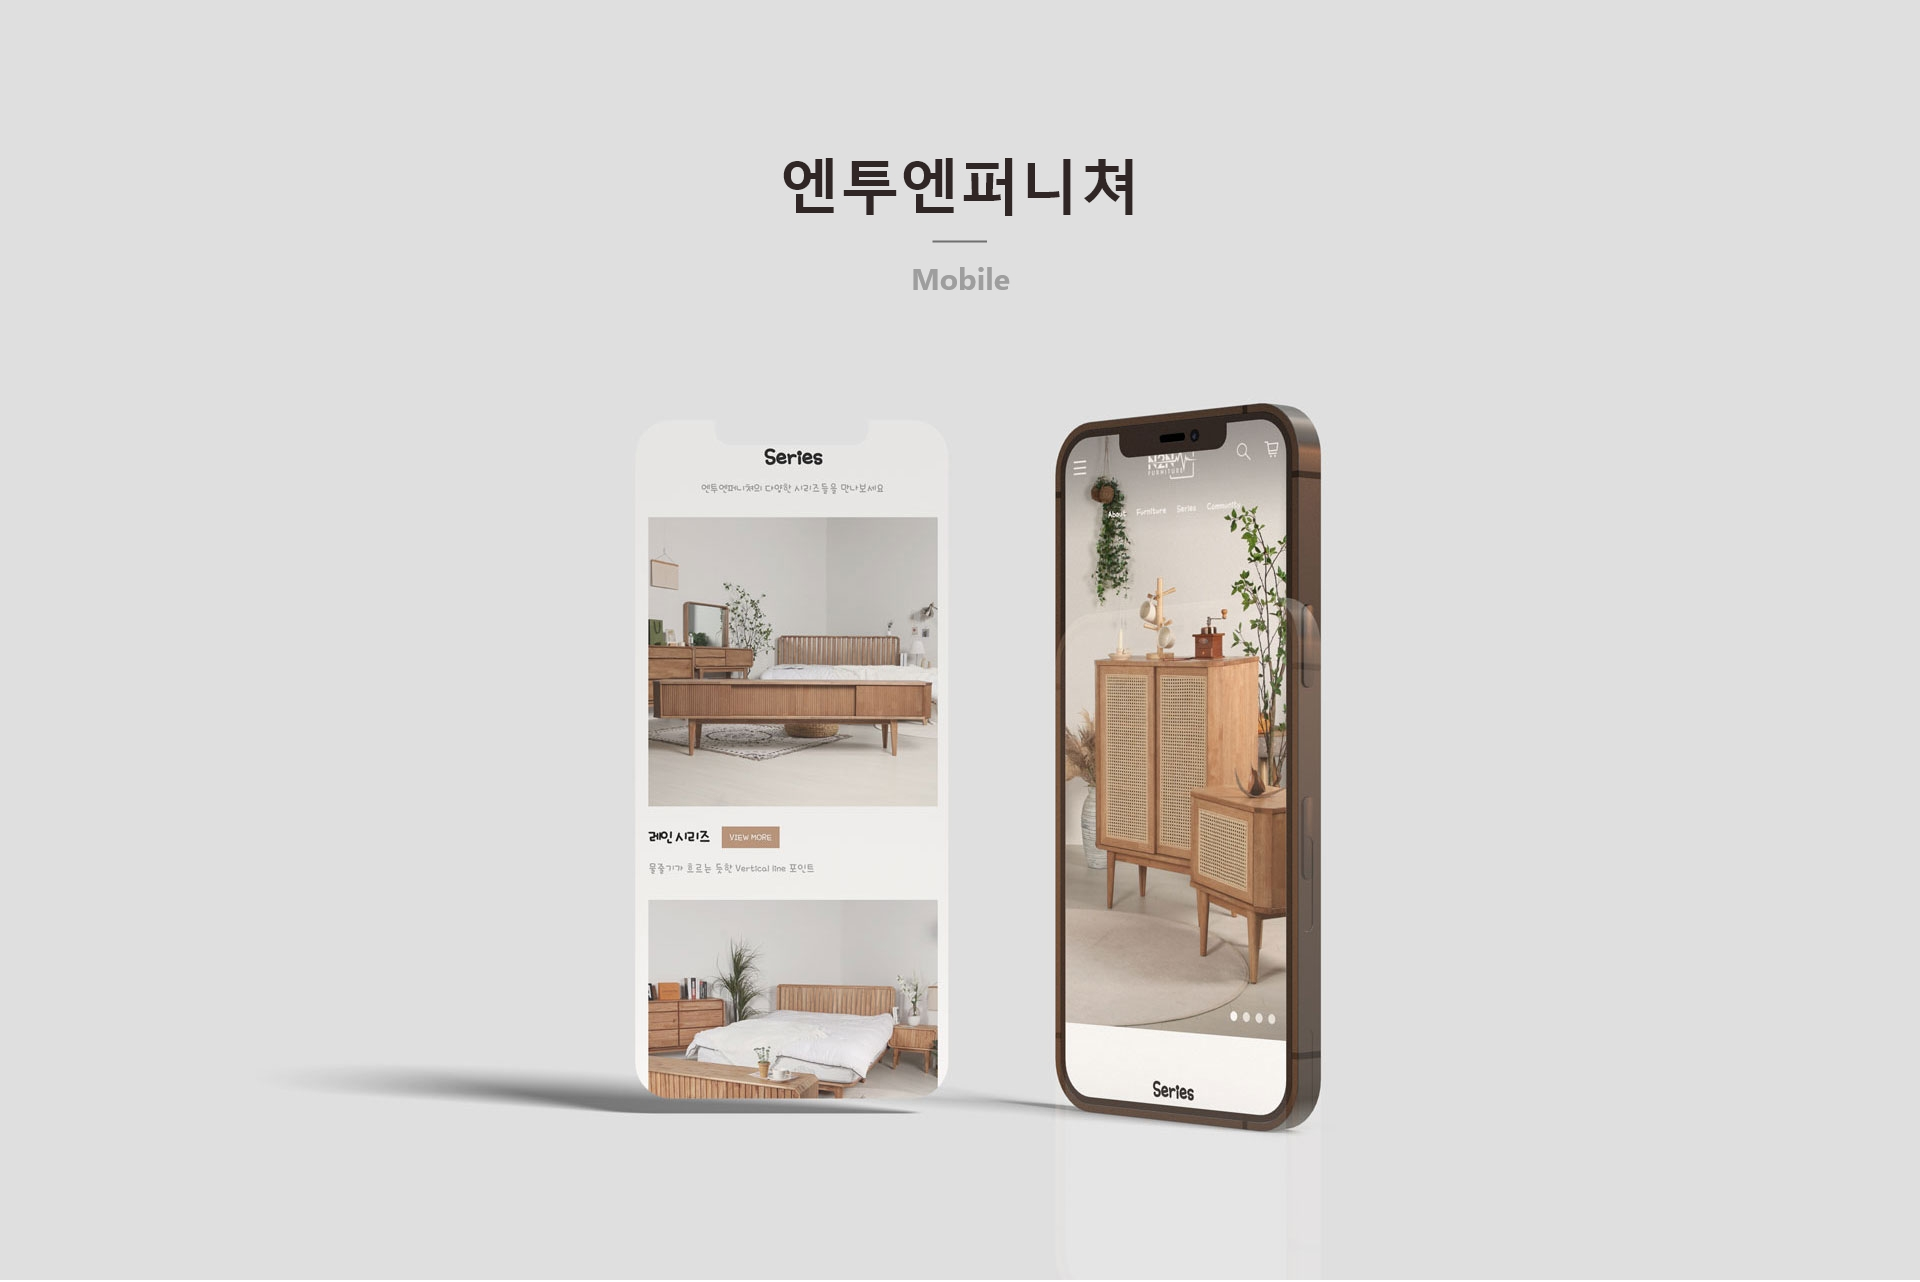 엔투엔퍼니쳐
Mobile
Series
엔투엔퍼니쳐의 다양한 시리즈들을 만나보세요
레인 시리즈
VIEW MORE
물줄기가 흐르는 듯한 Vertical line 포인트
N2N
FURNITURE
About Furniture Series Community
Series